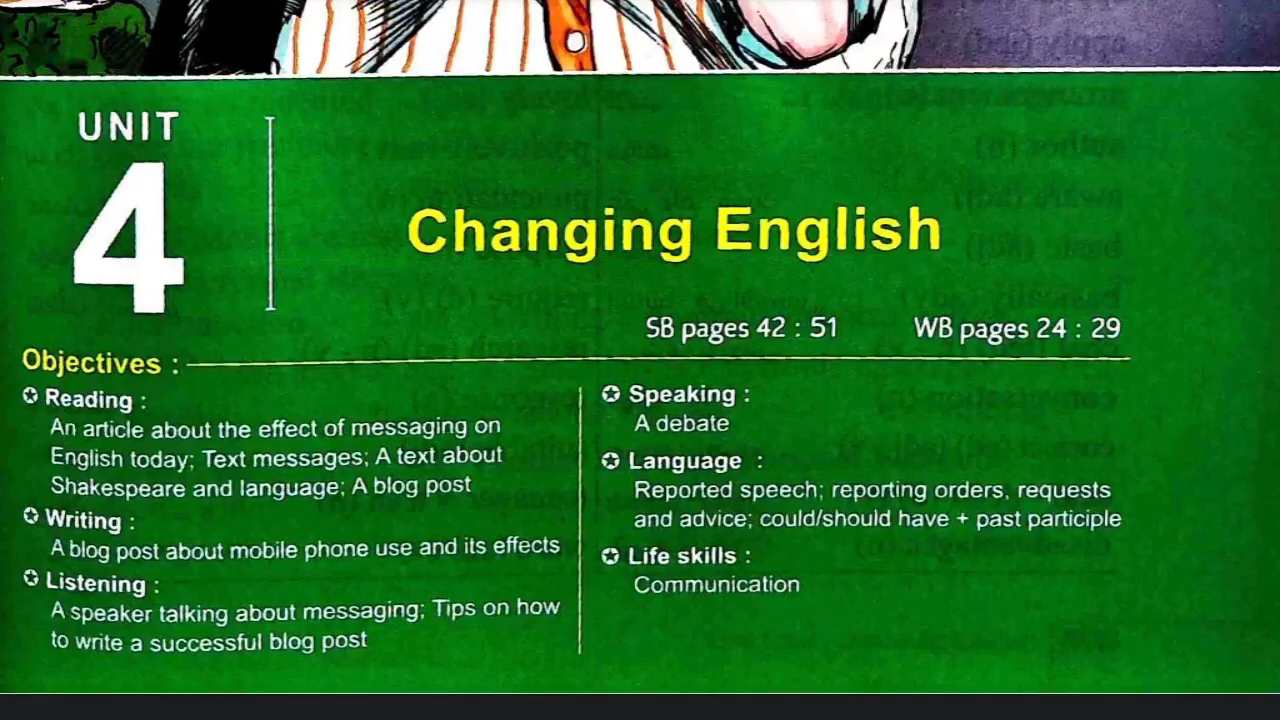 UNIT
4
Changing English
SB pages 42 : 51 WB pages 24 : 29
Objectives :
✪ Reading :
An article about the effect of messaging on
English today; Text messages; A text about
Shakespeare and language; A blog post
✪ Writing :
A blog post about mobile phone use and its effects
✪ Listening :
A speaker talking about messaging; Tips on how
to write a successful blog post
✪ Speaking :
A debate
✪ Language :
Reported speech; reporting orders, requests
and advice; could/should have + past participle
✪ Life skills :
Communication